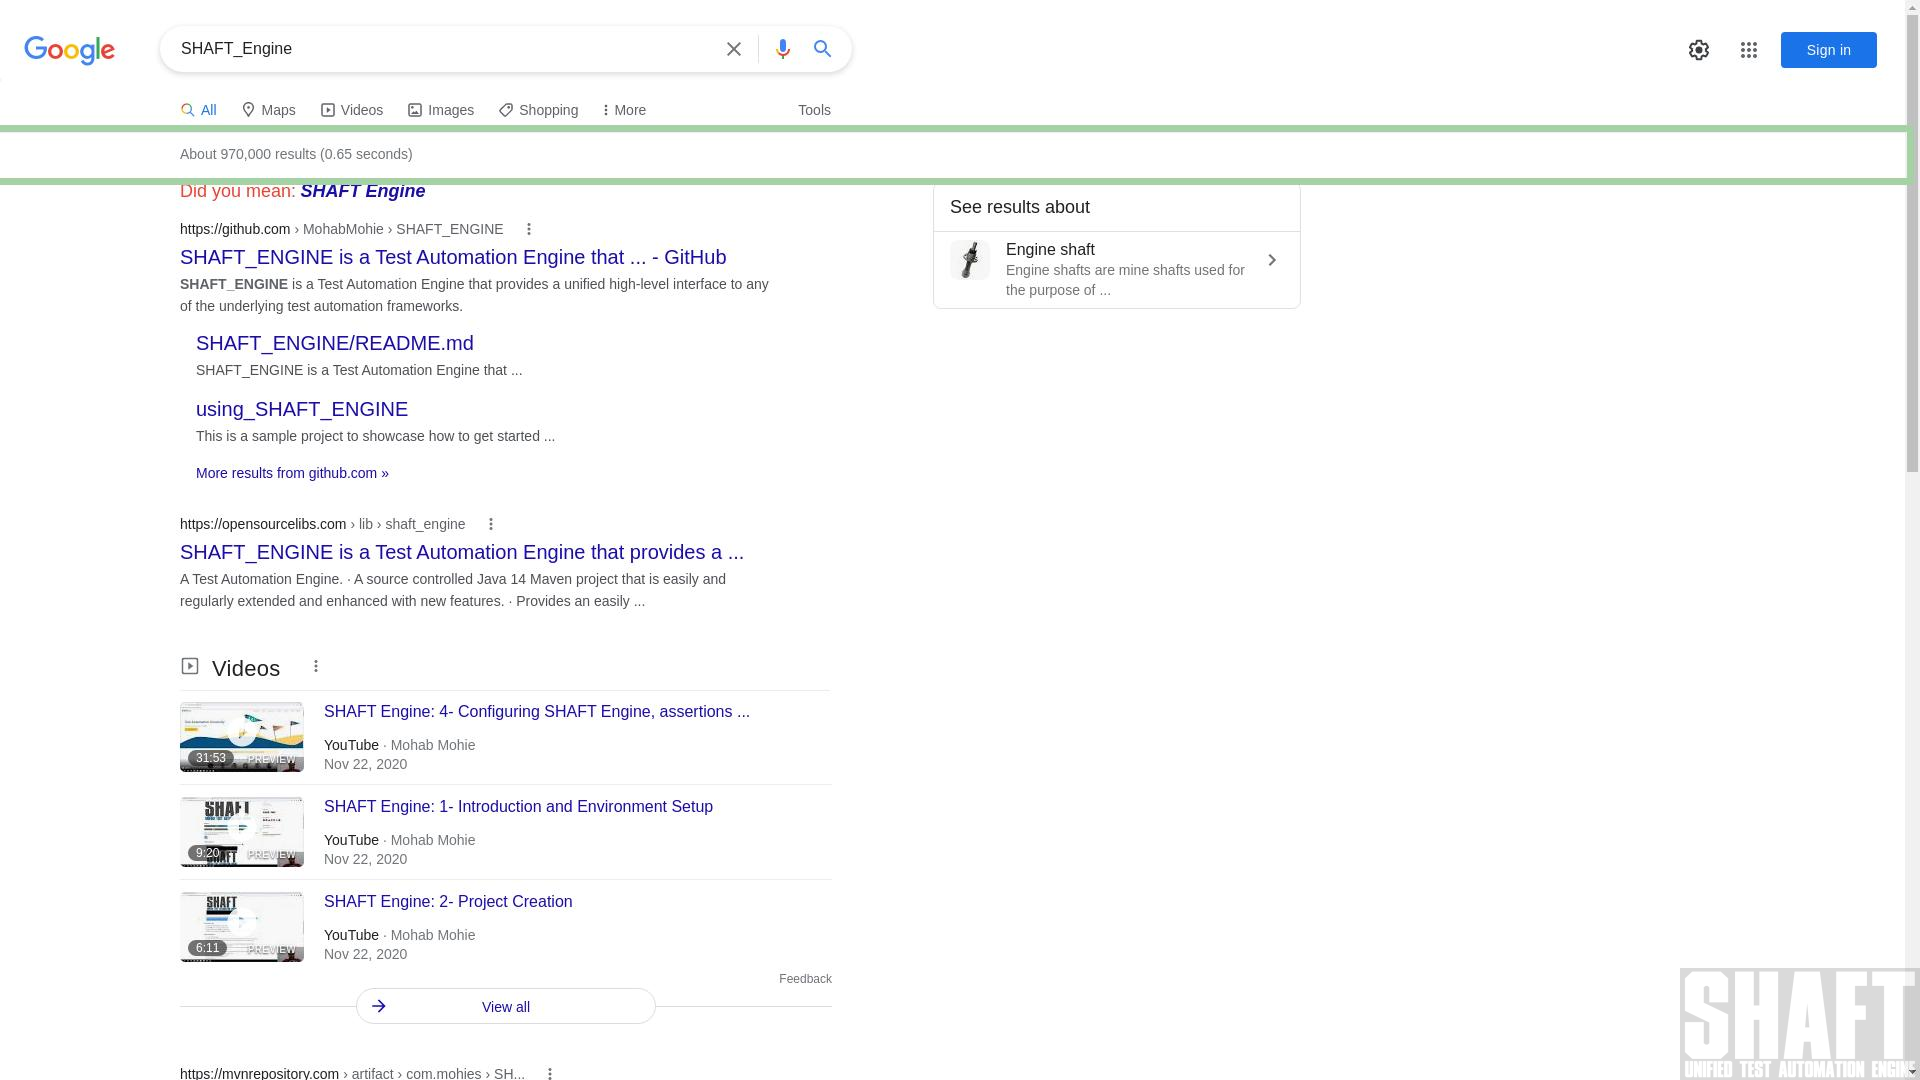 Google
SHAFT_Engine
Sign in
All
Maps
Videos
Images
Shopping
More
Tools
About 970,000 results (0.65 seconds)
Did you mean: SHAFT Engine
https://github.com › MohabMohie › SHAFT_ENGINE
SHAFT_ENGINE is a Test Automation Engine that ... - GitHub
SHAFT_ENGINE is a Test Automation Engine that provides a unified high-level interface to any
of the underlying test automation frameworks.
SHAFT_ENGINE/README.md
SHAFT_ENGINE is a Test Automation Engine that ...
using_SHAFT_ENGINE
This is a sample project to showcase how to get started ...
More results from github.com »
https://opensourcelibs.com › lib › shaft_engine
SHAFT_ENGINE is a Test Automation Engine that provides a ...
A Test Automation Engine. · A source controlled Java 14 Maven project that is easily and
regularly extended and enhanced with new features. · Provides an easily ...
Videos
31:53
PREVIEW
SHAFT Engine: 4- Configuring SHAFT Engine, assertions ...
YouTube · Mohab Mohie
Nov 22, 2020
SHAFT
9:20
PREVIEW
SHAFT Engine: 1- Introduction and Environment Setup
YouTube · Mohab Mohie
Nov 22, 2020
SHAFT
6:11
PREVIEW
SHAFT Engine: 2- Project Creation
YouTube · Mohab Mohie
Nov 22, 2020
Feedback
View all
https://mvnrepository.com › artifact › com.mohies › SH...
See results about
Engine shaft
Engine shafts are mine shafts used for
the purpose of ...
SHAFT
UNIFIED TEST AUTOMATION ENGINE